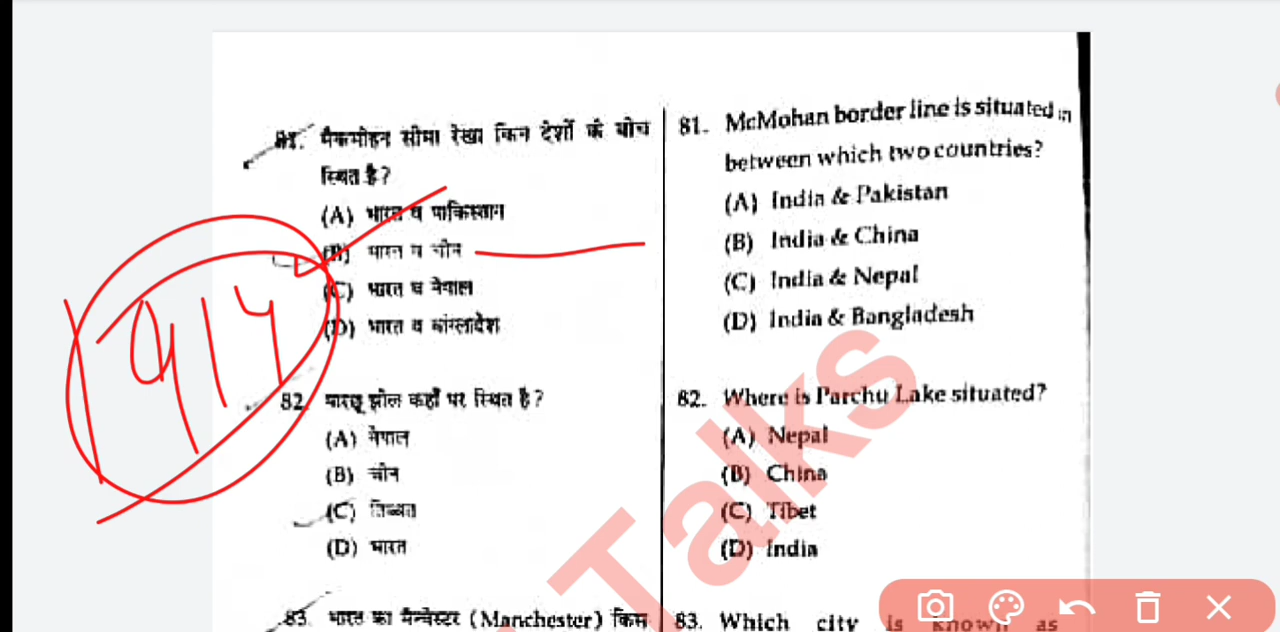 81. मैकमोहन सीमा रेखा किन देशों के बीच
स्थित है?
(A) भारत व पाकिस्तान
(B) भारत व चीन
(C) भारत व नेपाल
(D) भारत व बांग्लादेश
82. पारछू झील कहाँ पर स्थित है?
(A) नेपाल
(B) चीन
(C) तिब्बत
(D) भारत
83. भारत का मैन्चेस्टर (Manchester) किस
81. McMohan border line is situated in
between which two countries?
(A) India & Pakistan
(B) India & China
(C) India & Nepal
(D) India & Bangladesh
82. Where is Parchu Lake situated?
(A) Nepal
(B) China
(C) Tibet
(D) India
83. Which city is known as
1914
Talks